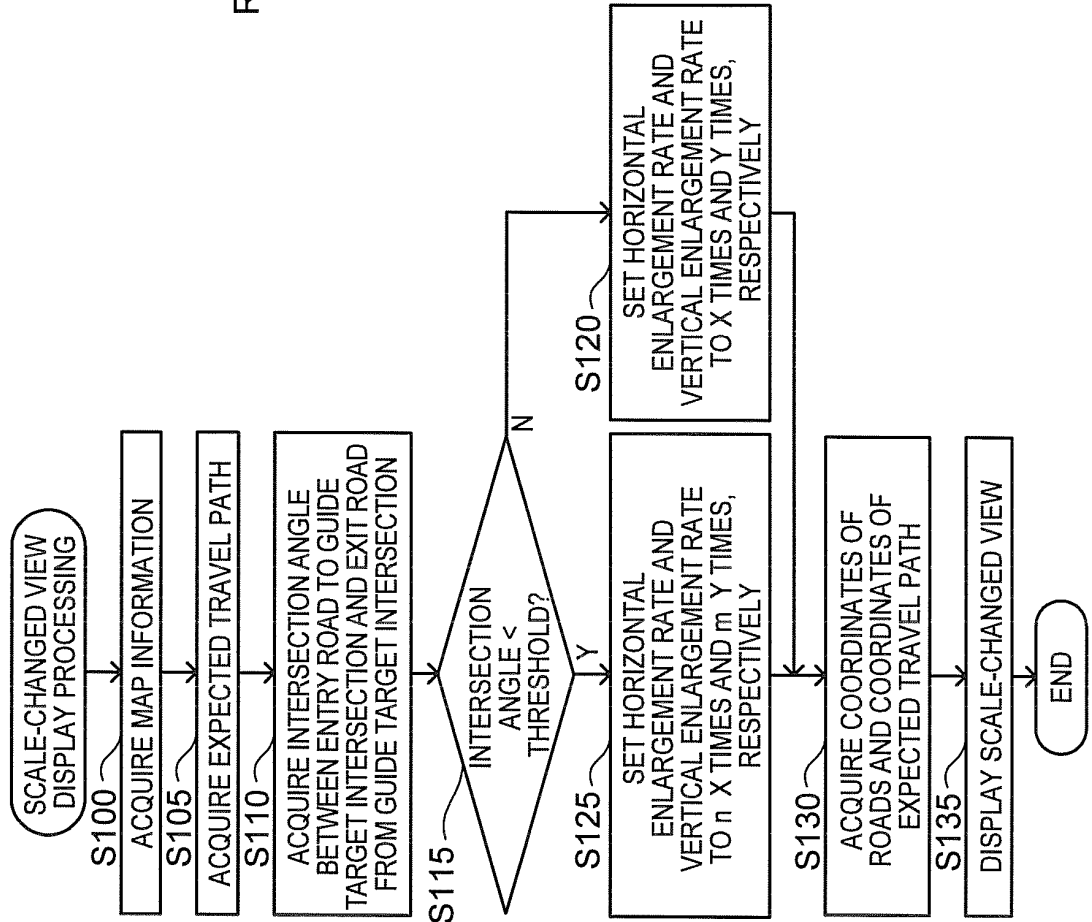 SCALE-CHANGED VIEW
DISPLAY PROCESSING
S100
ACQUIRE MAP INFORMATION
S105
ACQUIRE EXPECTED TRAVEL PATH
S110
ACQUIRE INTERSECTION ANGLE
BETWEEN ENTRY ROAD TO GUIDE
TARGET INTERSECTION AND EXIT ROAD
FROM GUIDE TARGET INTERSECTION
S115
INTERSECTION
ANGLE <
THRESHOLD?
N
Y
S120
SET HORIZONTAL
ENLARGEMENT RATE AND
VERTICAL ENLARGEMENT RATE
TO X TIMES AND Y TIMES,
RESPECTIVELY
S125
SET HORIZONTAL
ENLARGEMENT RATE AND
VERTICAL ENLARGEMENT RATE
TO n X TIMES AND m Y TIMES,
RESPECTIVELY
S130
ACQUIRE COORDINATES OF
ROADS AND COORDINATES OF
EXPECTED TRAVEL PATH
S135
DISPLAY SCALE-CHANGED VIEW
END